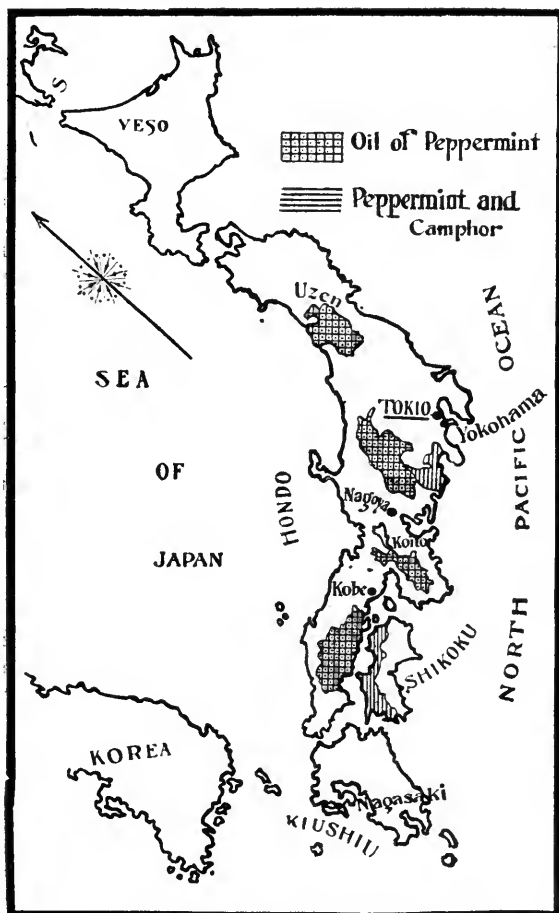 S
YESO
Oil of Peppermint
Peppermint and
Camphor
Uzen
SEA
OF
JAPAN
HONDO
TOKIO
Yokohama
Nagoya
Kobe
SHIKOKU
NORTH PACIFIC OCEAN
KOREA
Nagasaki
KIUSHIU